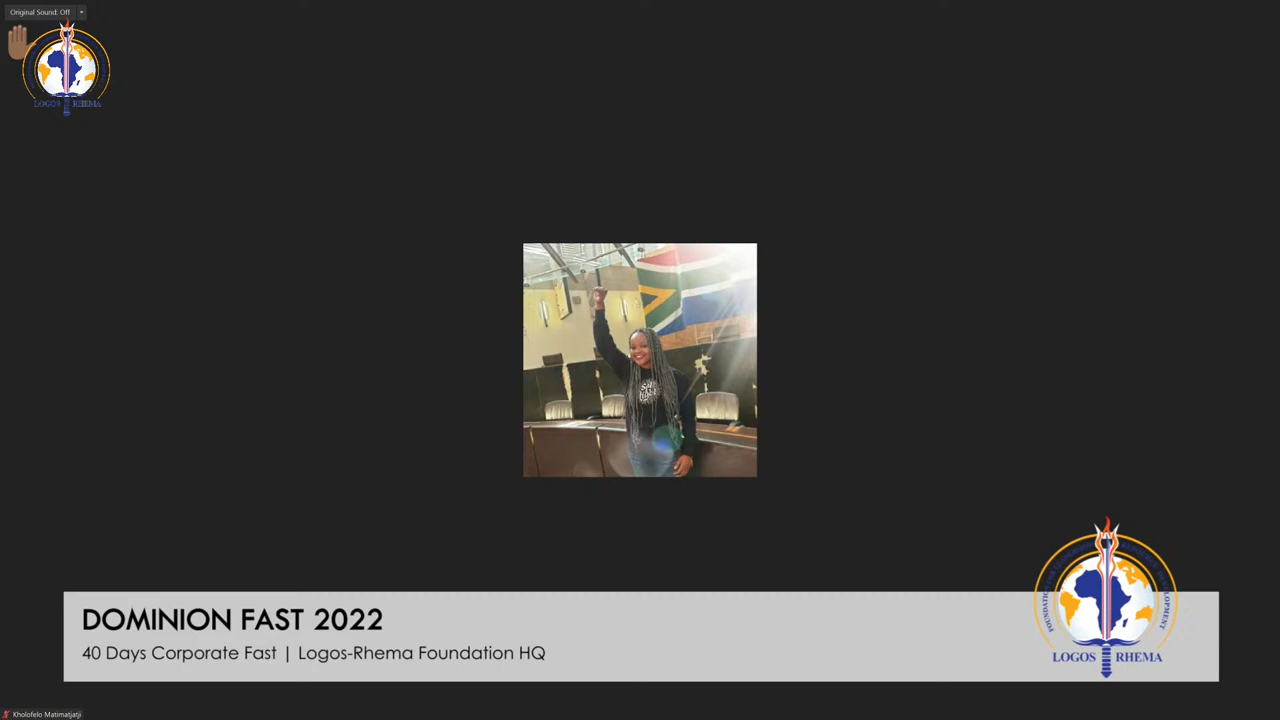 Original Sound: Off
LOGOS RHEMA
DOMINION FAST 2022
40 Days Corporate Fast | Logos-Rhema Foundation HQ
LOGOS RHEMA
Kholofelo Matimatjatji